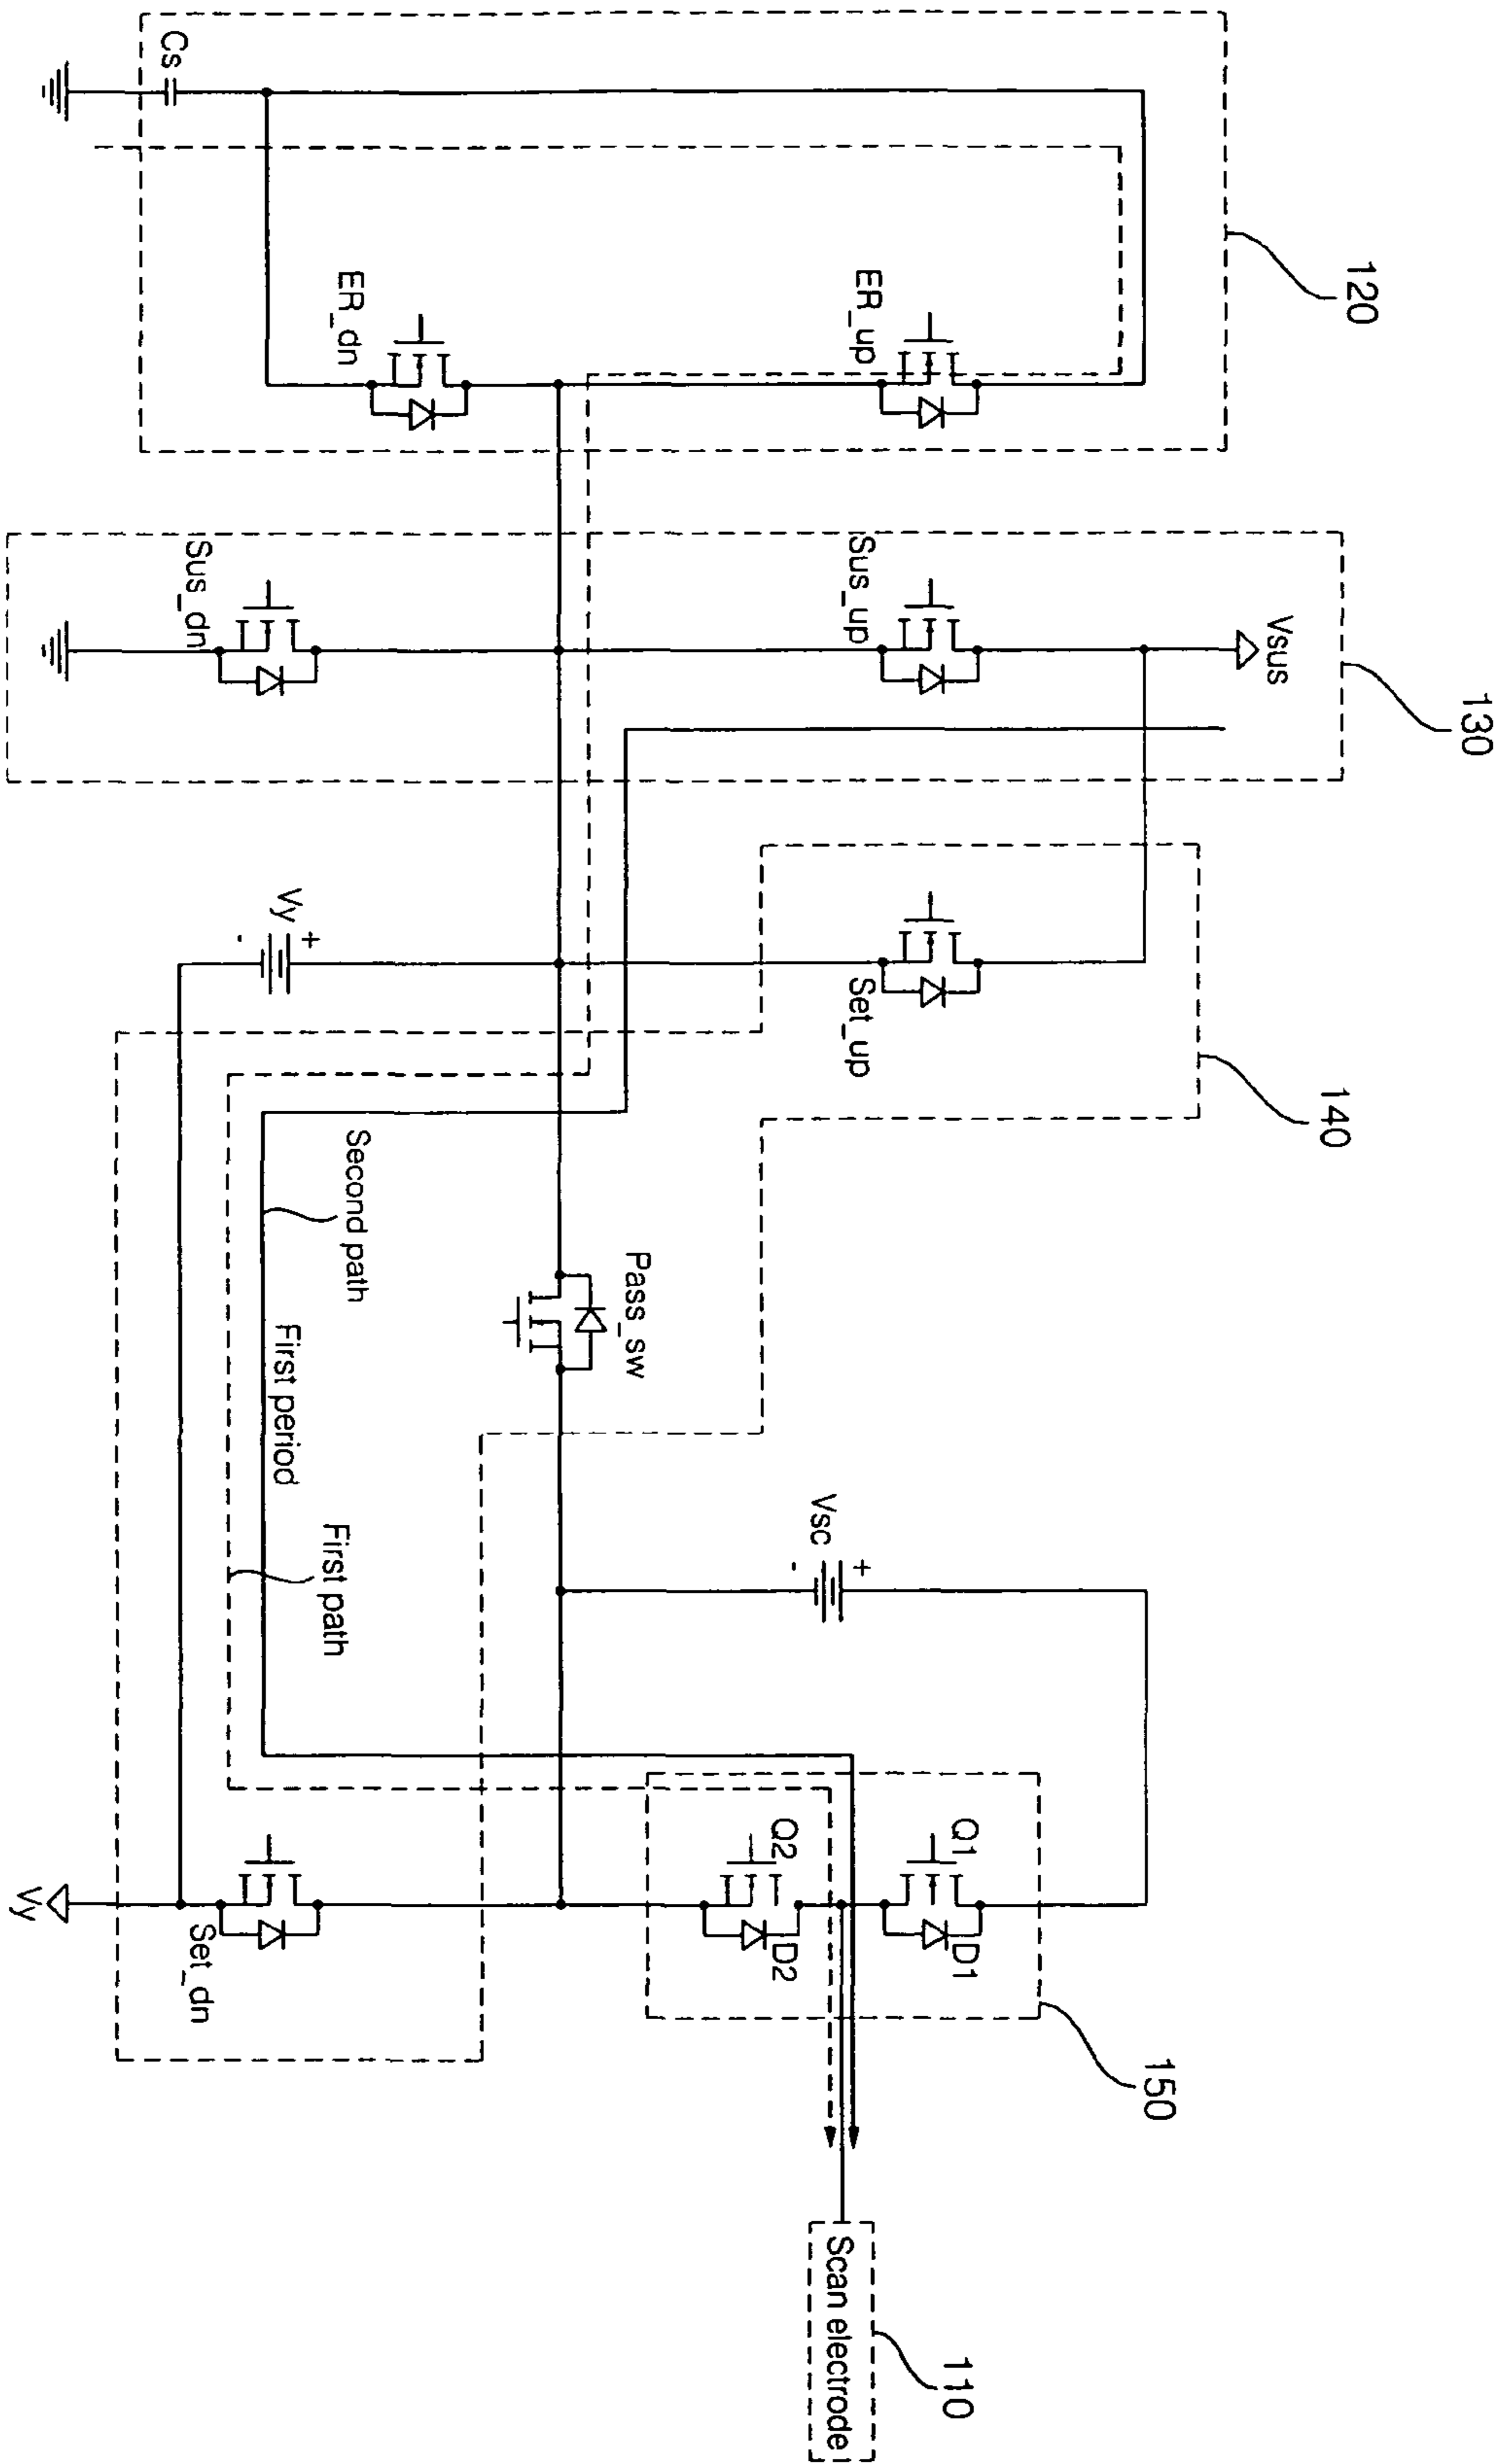 120
Cs
ER_up
ER_dn
130
Vsus
Sus_up
Sus_dn
140
Set_up
Vy
+
-
Second path
First period
First path
Pass_sw
Vsc
+
-
150
Q1
D1
Q2
D2
Set_dn
Vy
Scan electrode
110